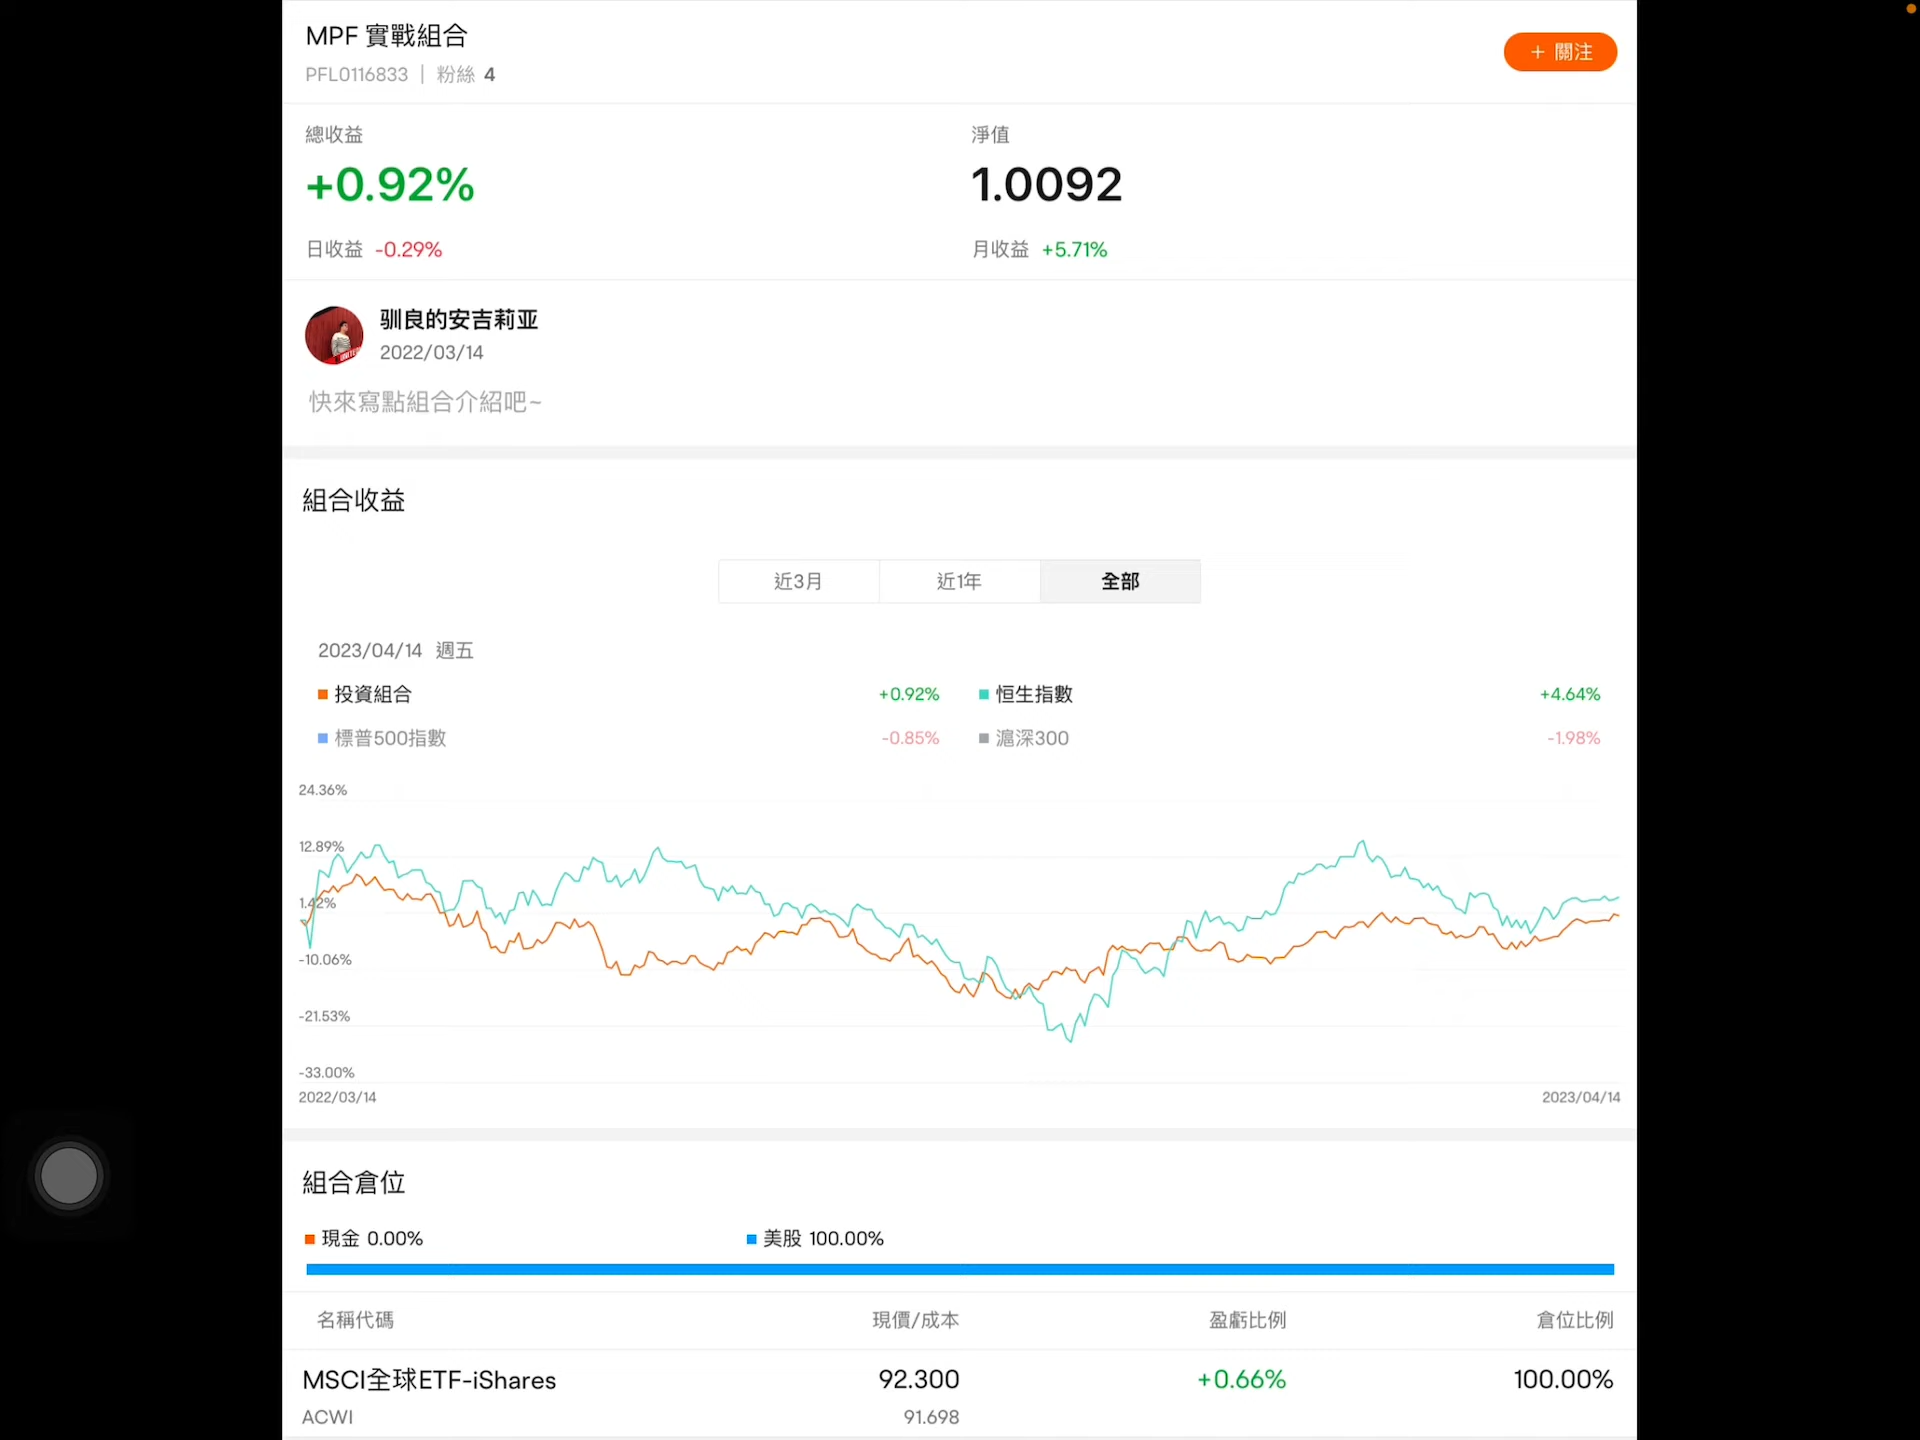 MPF 實戰組合
PFL0116833 | 粉絲 4
+ 關注
總收益
淨值
+0.92%
1.0092
日收益 -0.29%
月收益 +5.71%
驯良的安吉莉亚
2022/03/14
快來寫點組合介紹吧~
組合收益
近3月
近1年
全部
2023/04/14 週五
投資組合 +0.92%
恒生指數 +4.64%
標普500指數 -0.85%
滬深300 -1.98%
24.36%
12.89%
1.42%
-10.06%
-21.53%
-33.00%
2022/03/14
2023/04/14
組合倉位
現金 0.00%
美股 100.00%
名稱代碼 現價/成本 盈虧比例 倉位比例
MSCI全球ETF-iShares 92.300 +0.66% 100.00%
ACWI 91.698